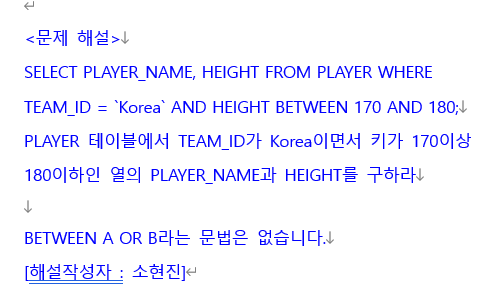 <문제 해설>
SELECT PLAYER_NAME, HEIGHT FROM PLAYER WHERE
TEAM_ID = `Korea` AND HEIGHT BETWEEN 170 AND 180;
PLAYER 테이블에서 TEAM_ID가 Korea이면서 키가 170이상
180이하인 열의 PLAYER_NAME과 HEIGHT를 구하라
BETWEEN A OR B라는 문법은 없습니다.
[해설작성자 : 소현진]